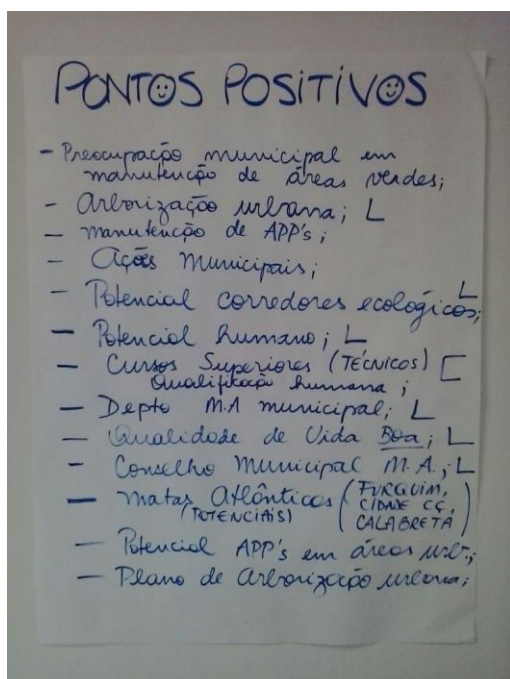 PONTOS POSITIVOS
- Preocupação municipal em
manutenção de áreas verdes;
- Arborização urbana;
- manutenção de APP's;
- Ações Municipais;
- Potencial corredores ecológicos;
- Potencial humano;
- Cursos Superiores (TÉCNICOS)
Qualificação humana;
- Depto M.A municipal;
- Qualidade de Vida Boa;
- Conselho Municipal M.A.;
- Matas Atlânticas (FURQUIM,
(POTENCIAIS) CIDADE CÇ,
CALABRETA)
- Potencial APP's em áreas urb.;
- Plano de Arborização urbana;